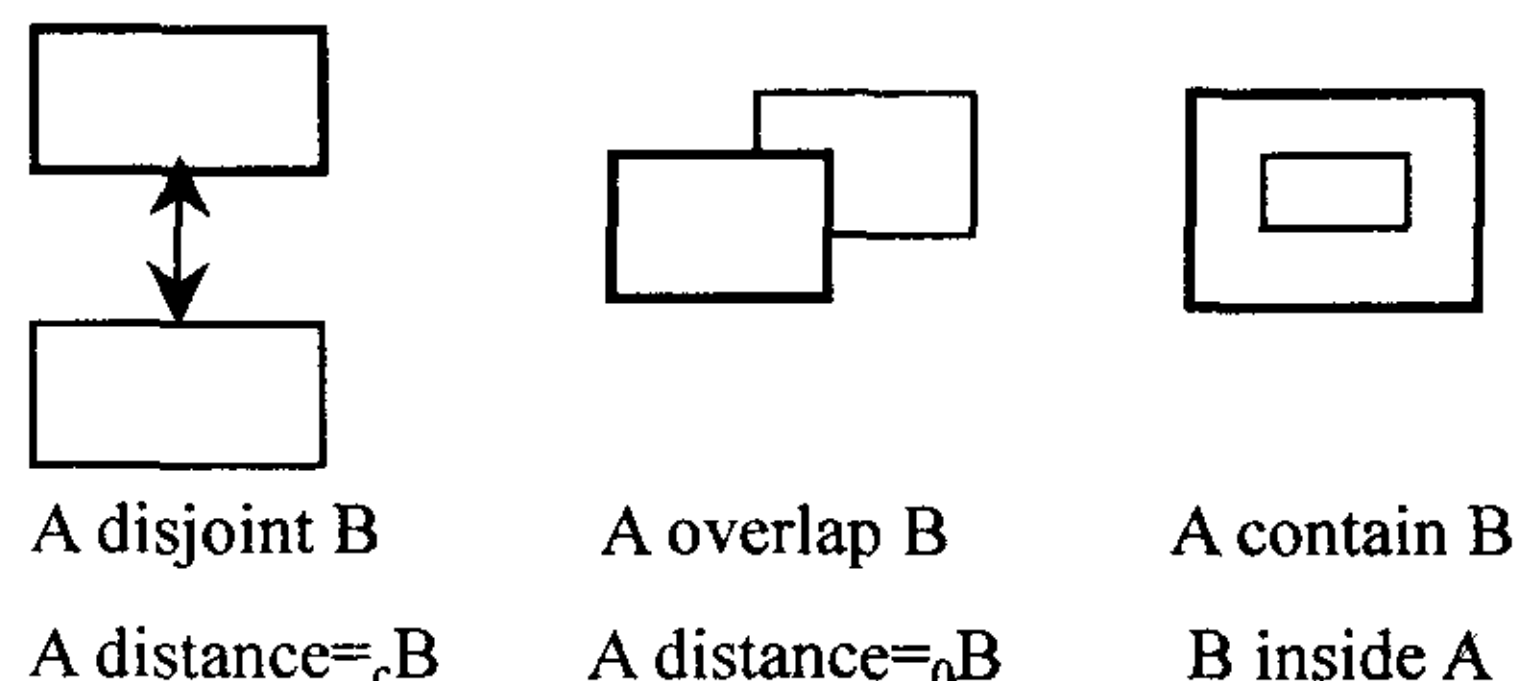 A disjoint B
A overlap B
A contain B
A distance=cB
A distance=0B
B inside A